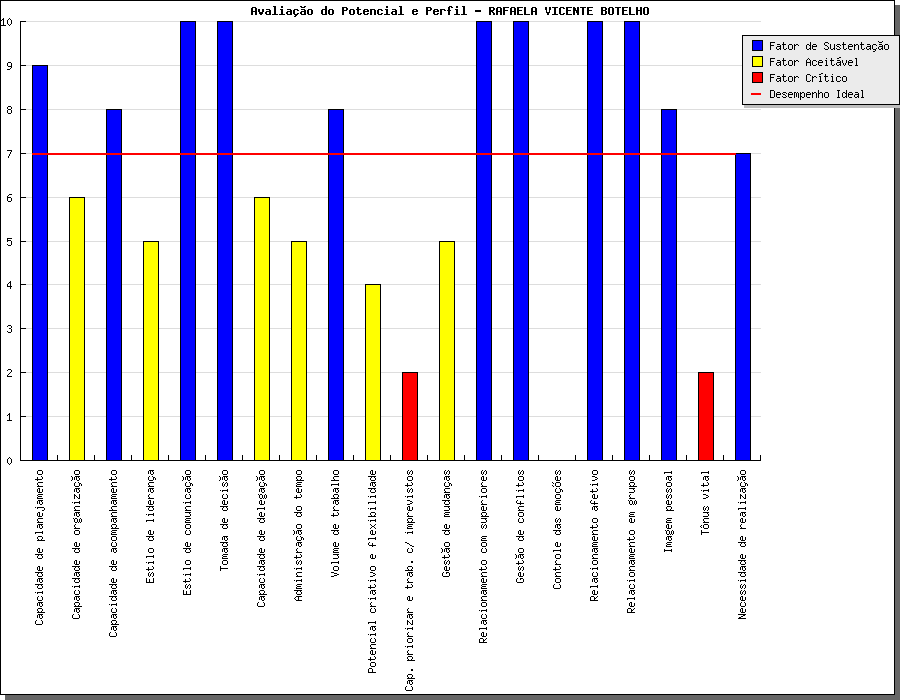 Avaliação do Potencial e Perfil - RAFAELA VICENTE BOTELHO
Fator de Sustentação
Fator Aceitável
Fator Crítico
Desempenho Ideal
10
9
8
7
6
5
4
3
2
1
0
Capacidade de planejamento
Capacidade de organização
Capacidade de acompanhamento
Estilo de liderança
Estilo de comunicação
Tomada de decisão
Capacidade de delegação
Administração do tempo
Volume de trabalho
Potencial criativo e flexibilidade
Cap. priorizar e trab. c/ imprevistos
Gestão de mudanças
Relacionamento com superiores
Gestão de conflitos
Controle das emoções
Relacionamento afetivo
Relacionamento em grupos
Imagem pessoal
Tônus vital
Necessidade de realização